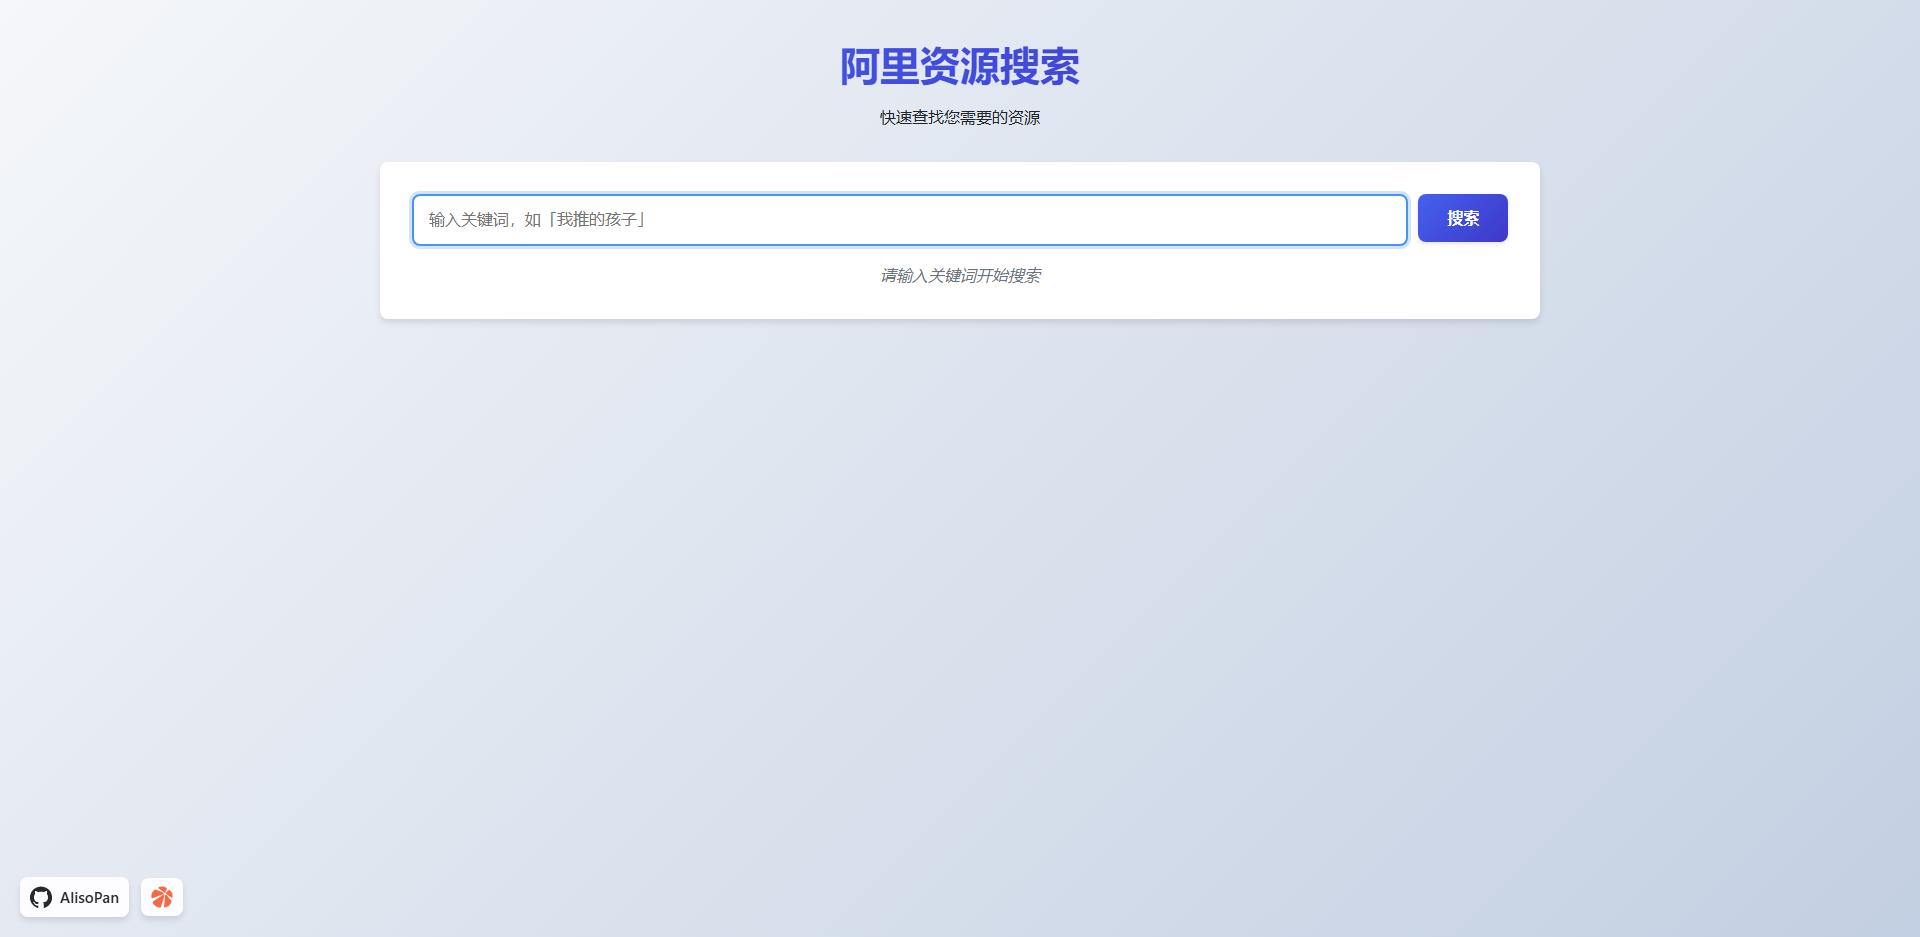 阿里资源搜索
快速查找您需要的资源
输入关键词，如「我推的孩子」
搜索
请输入关键词开始搜索
AlisoPan